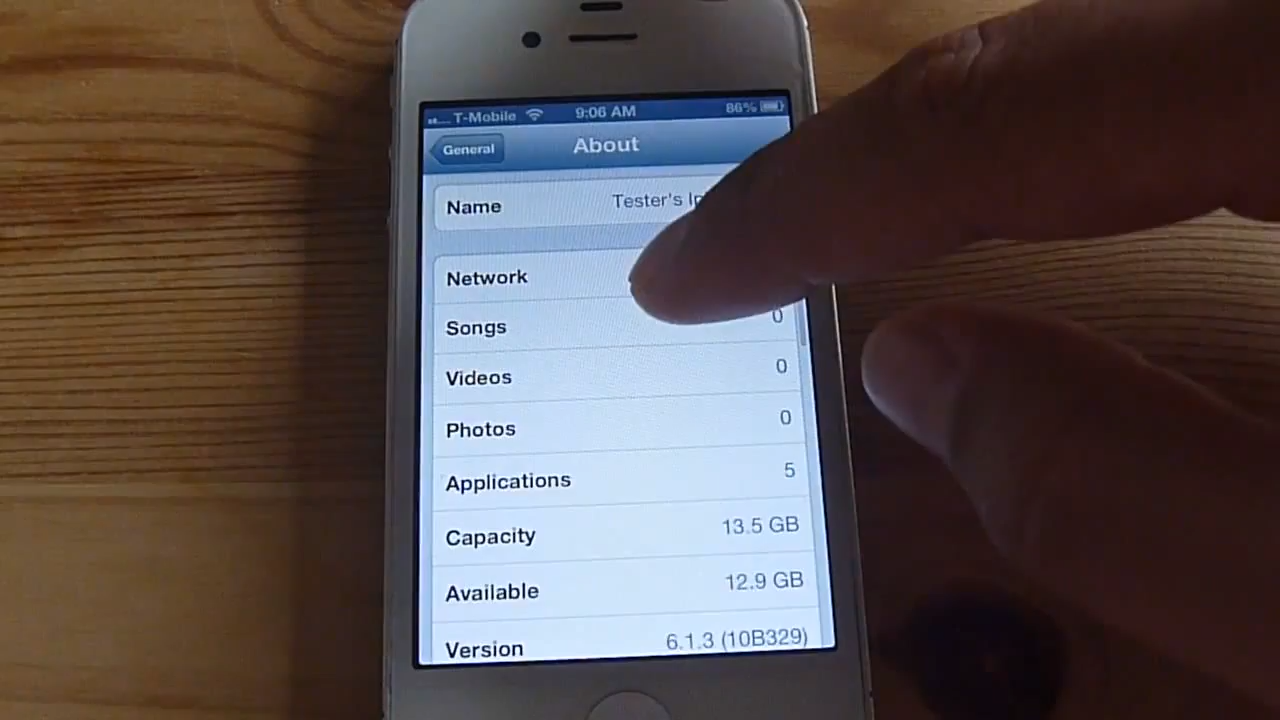 T-Mobile 9:06 AM 86%
General About
Name Tester's
Network
Songs 0
Videos 0
Photos 0
Applications 5
Capacity 13.5 GB
Available 12.9 GB
Version 6.1.3 (10B329)